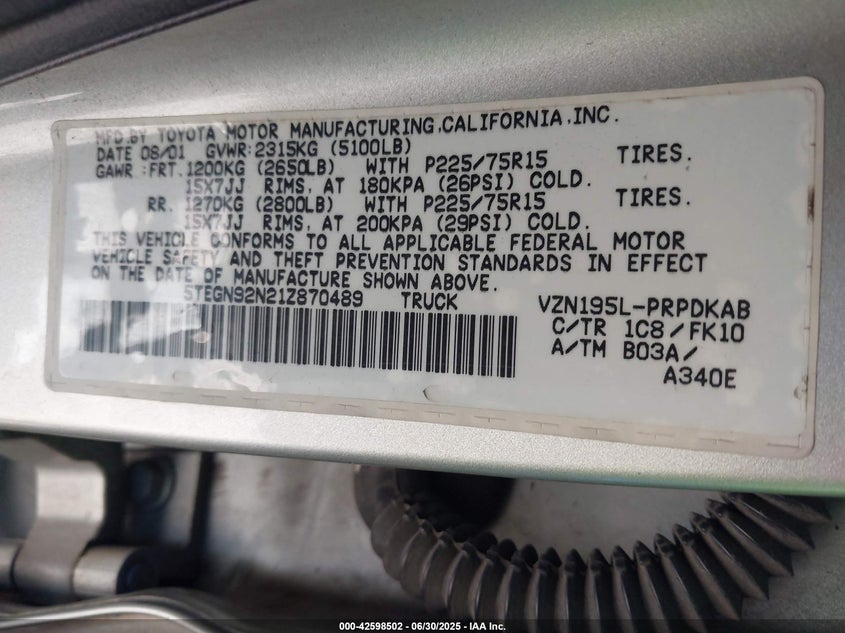 MFD.BY TOYOTA MOTOR MANUFACTURING,CALIFORNIA,INC.
DATE 08/01 GVWR:2315KG (5100LB)
GAWR:FRT.1200KG (2650LB) WITH P225/75R15 TIRES.
15X7JJ RIMS, AT 180KPA (26PSI) COLD.
RR. 1270KG (2800LB) WITH P225/75R15 TIRES.
15X7JJ RIMS, AT 200KPA (29PSI) COLD.
THIS VEHICLE CONFORMS TO ALL APPLICABLE FEDERAL MOTOR
VEHICLE SAFETY AND THEFT PREVENTION STANDARDS IN EFFECT
ON THE DATE OF MANUFACTURE SHOWN ABOVE.
5TEGN92N21Z870489 TRUCK VZN195L-PRPDKAB
C/TR 1C8/FK10
A/TM B03A/
A340E
000-42598502 - 06/30/2025 - IAA Inc.